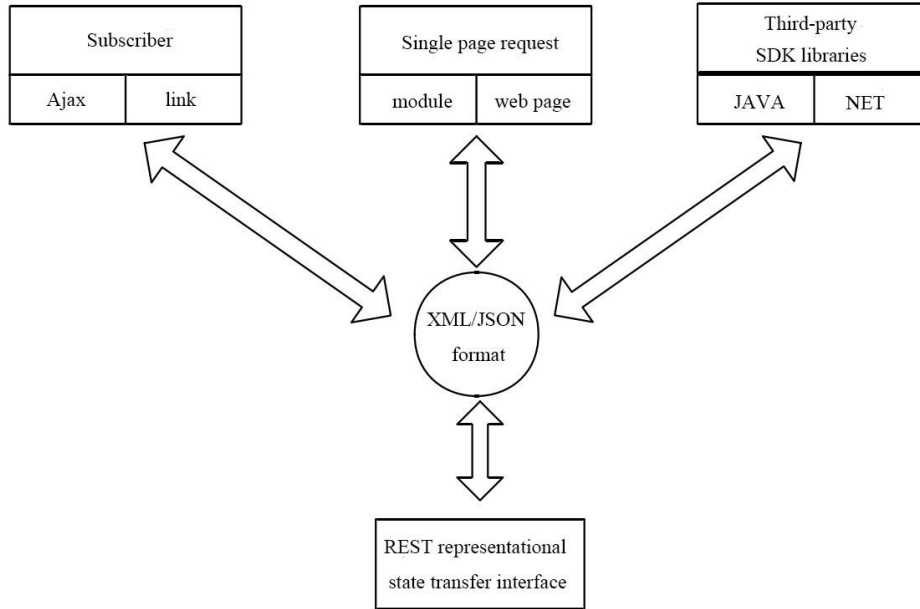 Subscriber
Ajax
link
Single page request
module
web page
Third-party
SDK libraries
JAVA
NET
XML/JSON
format
REST representational
state transfer interface